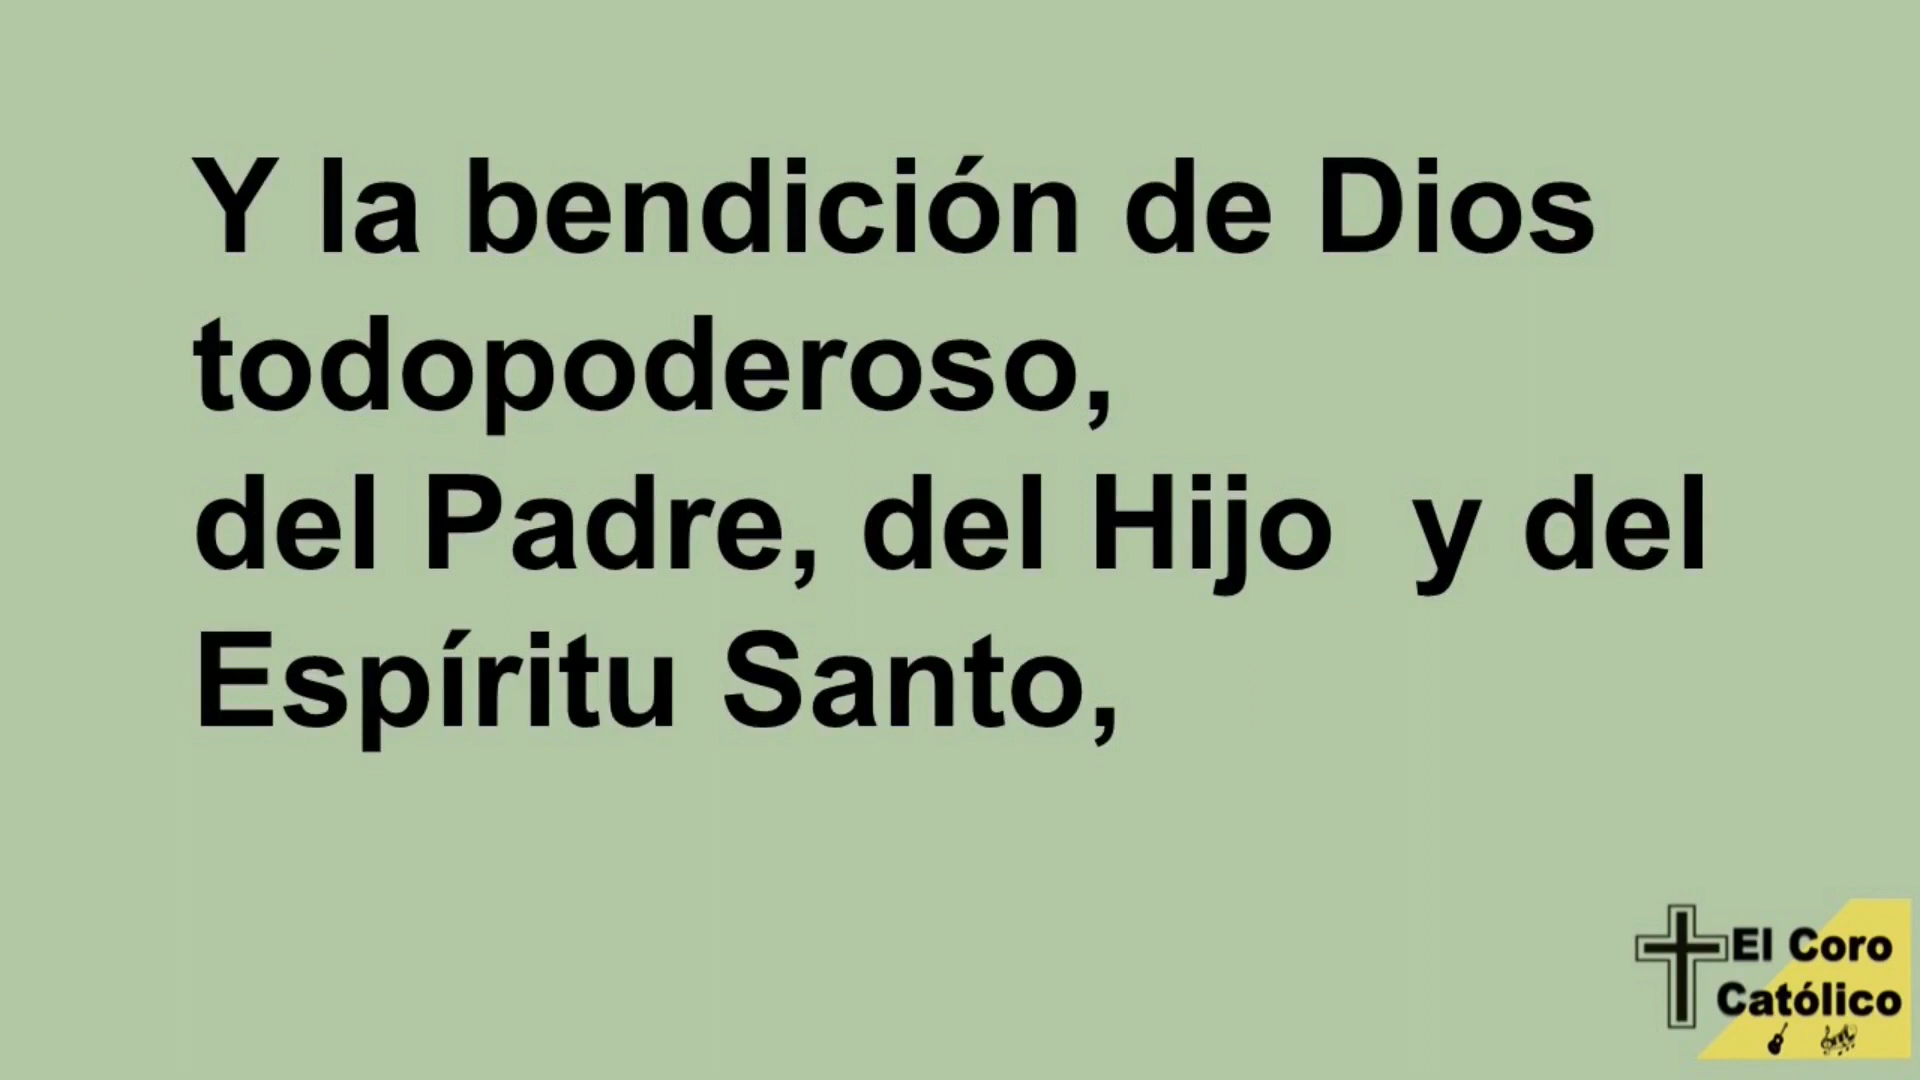 Y la bendición de Dios
todopoderoso,
del Padre, del Hijo  y del
Espíritu Santo,
El Coro
Católico